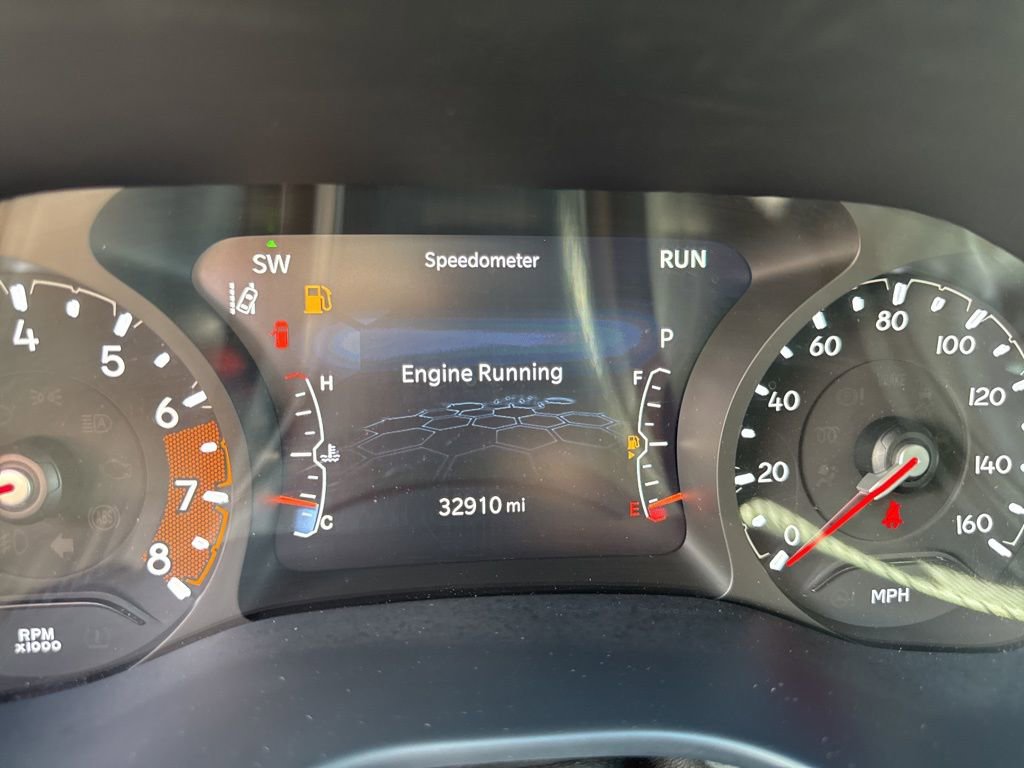 SW
Speedometer
RUN
P
Engine Running
H
F
C
E
32910 mi
4
5
6
7
8
RPM
x1000
0
20
40
60
80
100
120
140
160
MPH